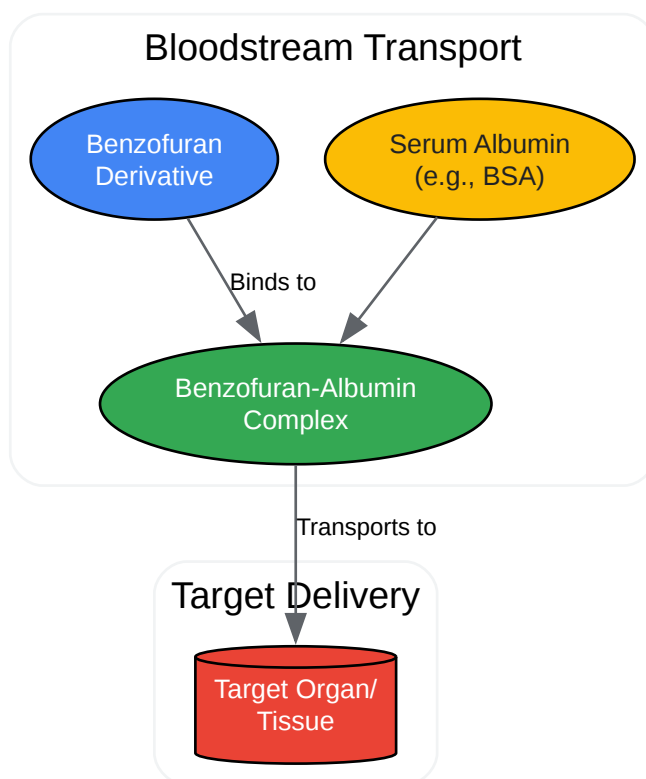 Bloodstream Transport
Benzofuran
Derivative
Serum Albumin
(e.g., BSA)
Binds to
Benzofuran-Albumin
Complex
Transports to
Target Delivery
Target Organ/
Tissue